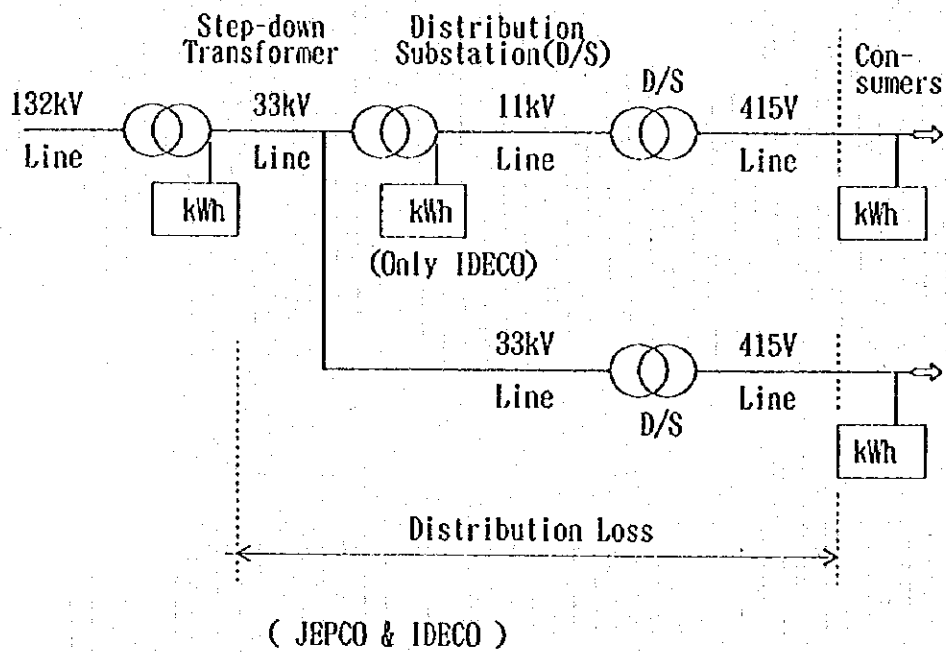 Step-down
Transformer
Distribution
Substation(D/S)
D/S
Con-
sumers
132kV
Line
33kV
Line
11kV
Line
415V
Line
kWh
kWh
kWh
(Only IDECO)
33kV
Line
415V
Line
D/S
kWh
Distribution Loss
( JEPCO & IDECO )